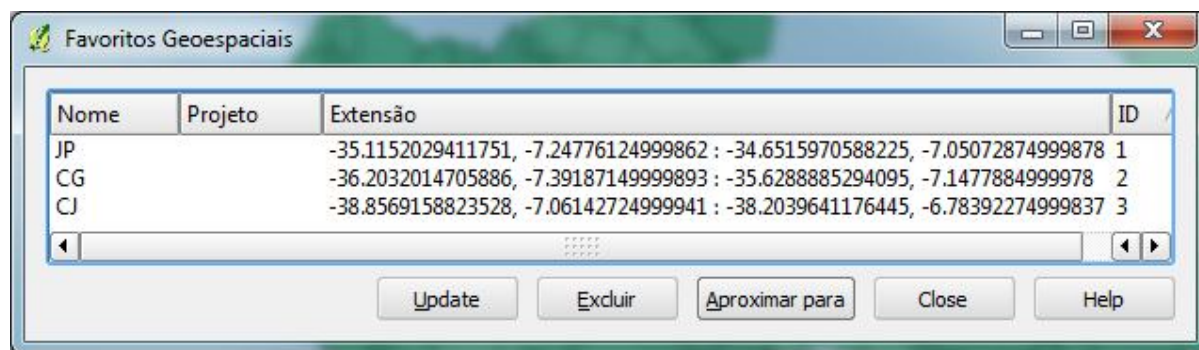 Favoritos Geoespaciais
Nome Projeto Extensão ID
JP -35.1152029411751, -7.24776124999862 : -34.6515970588225, -7.05072874999878 1
CG -36.2032014705886, -7.39187149999893 : -35.6288885294095, -7.1477884999978 2
CJ -38.8569158823528, -7.06142724999941 : -38.2039641176445, -6.78392274999837 3
Update Excluir Aproximar para Close Help